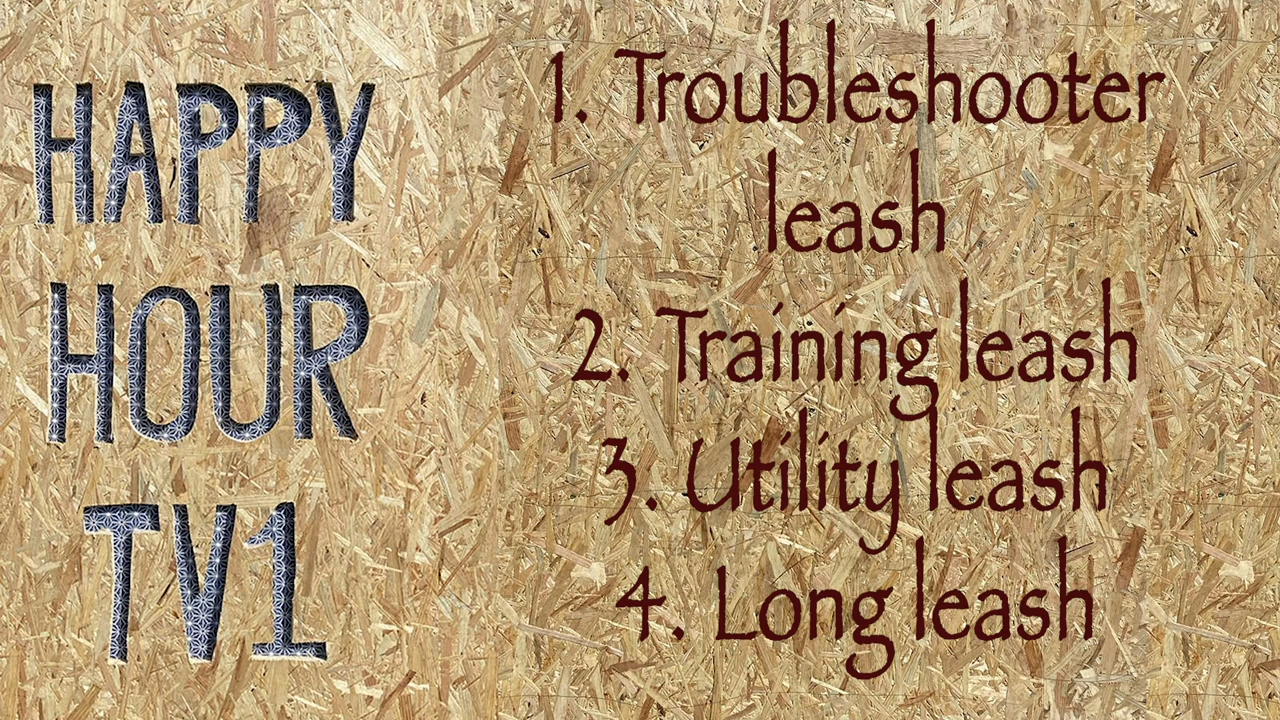 HAPPY
HOUR
TV1
1. Troubleshooter
leash
2. Training leash
3. Utility leash
4. Long leash